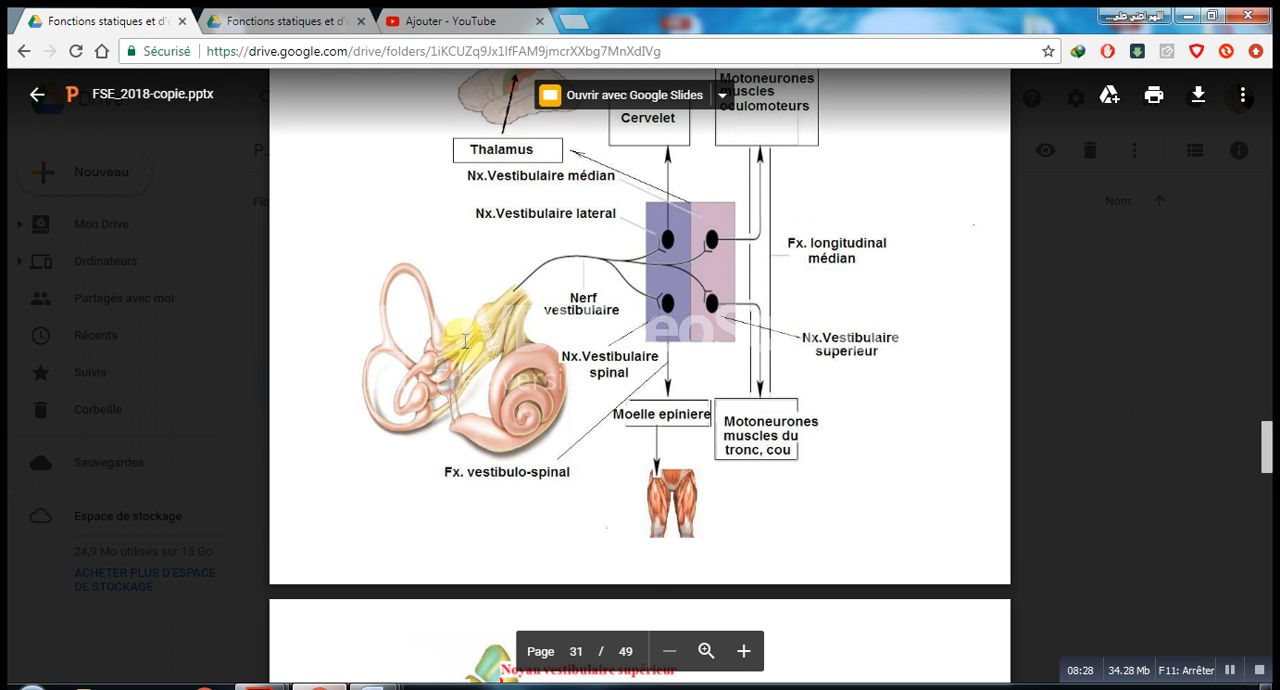 Fonctions statiques et d'
Fonctions statiques et d'
Ajouter - YouTube
Sécurisé
https://drive.google.com/drive/folders/1iKCUZq9Jx1lfFAM9jmcrXXbg7MnXdIVg
FSE_2018-copie.pptx
Ouvrir avec Google Slides
Motoneurones
muscles
oculomoteurs
Cervelet
Thalamus
Nx.Vestibulaire médian
Nx.Vestibulaire lateral
Fx. longitudinal
médian
Nerf
vestibulaire
Nx.Vestibulaire
superieur
Nx.Vestibulaire
spinal
Moelle epiniere
Motoneurones
muscles du
tronc, cou
Fx. vestibulo-spinal
Nouveau
Mon Drive
Ordinateurs
Partagés avec moi
Récents
Suivis
Corbeille
Sauvegardes
Espace de stockage
24,9 Mo utilisés sur 15 Go
ACHETER PLUS D'ESPACE
DE STOCKAGE
Nom
Page 31 / 49
Noyau vestibulaire supérieur
08:28 34.28 Mb F11: Arrêter